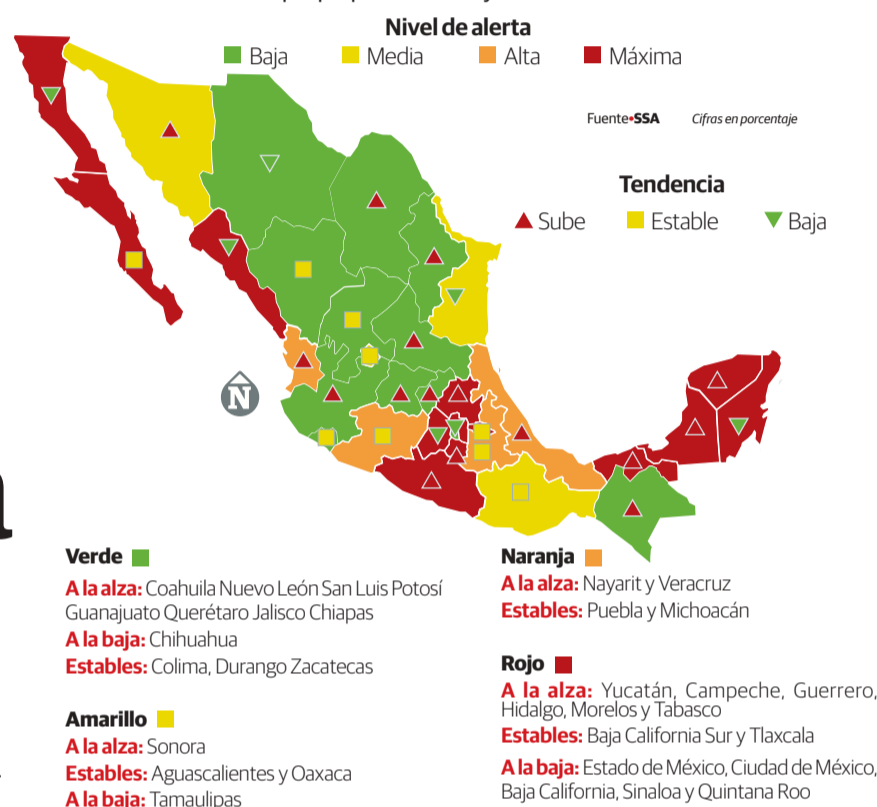 Nivel de alerta
Baja
Media
Alta
Máxima
Fuente•SSA
Cifras en porcentaje
Tendencia
Sube
Estable
Baja
N
Verde
A la alza: Coahuila Nuevo León San Luis Potosí
Guanajuato Querétaro Jalisco Chiapas
A la baja: Chihuahua
Estables: Colima, Durango Zacatecas
Amarillo
A la alza: Sonora
Estables: Aguascalientes y Oaxaca
A la baja: Tamaulipas
Naranja
A la alza: Nayarit y Veracruz
Estables: Puebla y Michoacán
Rojo
A la alza: Yucatán, Campeche, Guerrero,
Hidalgo, Morelos y Tabasco
Estables: Baja California Sur y Tlaxcala
A la baja: Estado de México, Ciudad de México,
Baja California, Sinaloa y Quintana Roo